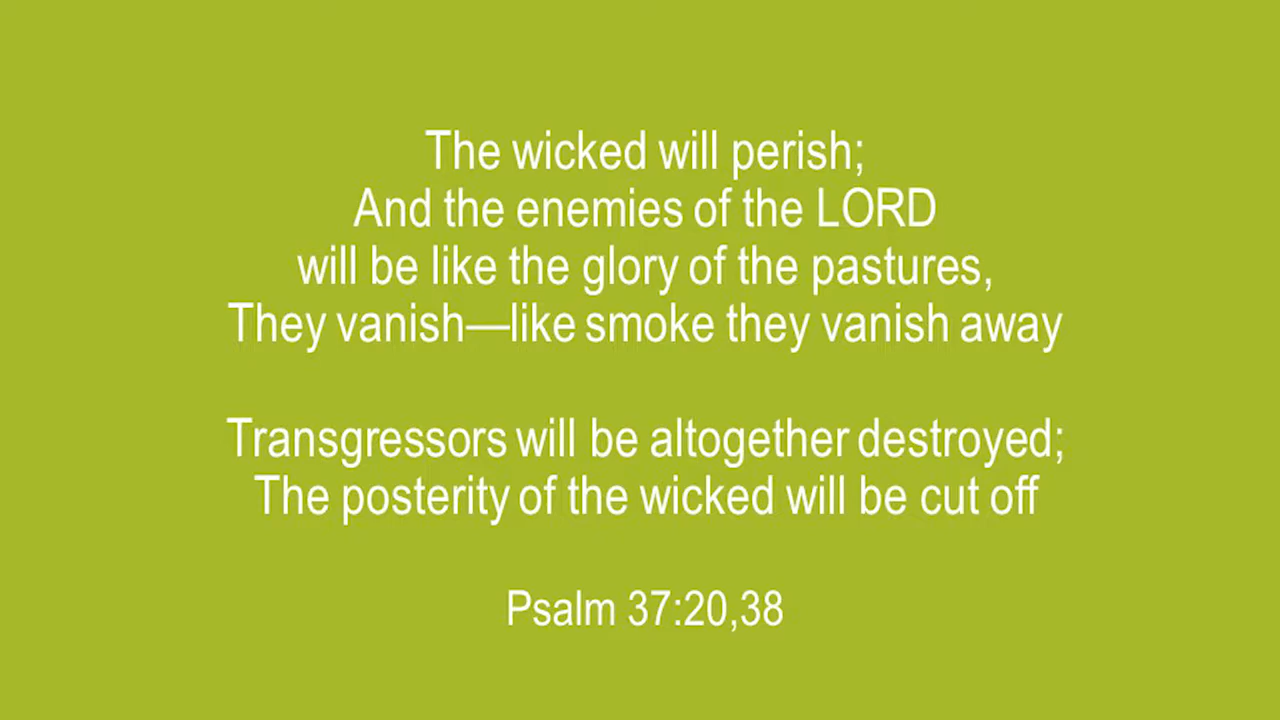 The wicked will perish;
And the enemies of the LORD
will be like the glory of the pastures,
They vanish—like smoke they vanish away
Transgressors will be altogether destroyed;
The posterity of the wicked will be cut off
Psalm 37:20,38